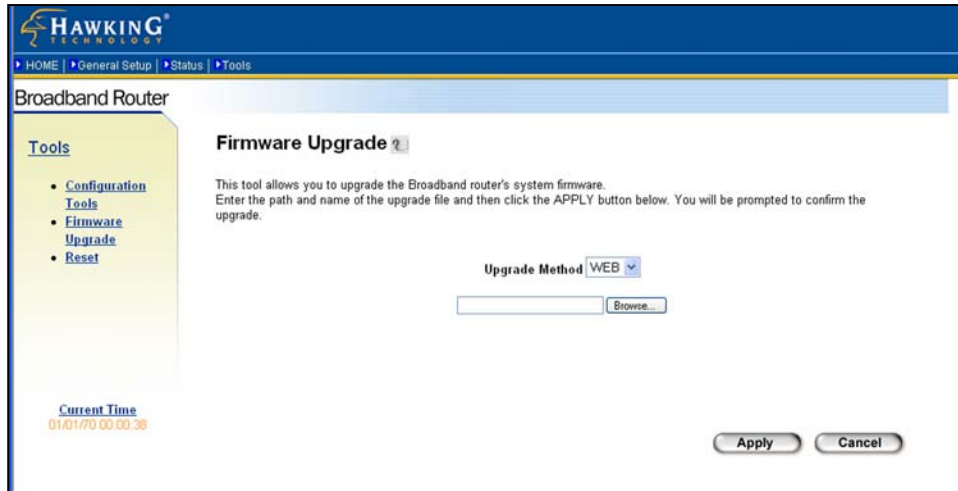 HAWKING®
TECHNOLOGY
HOME | General Setup | Status | Tools
Broadband Router
Tools
Configuration
Tools
Firmware
Upgrade
Reset
Current Time
01/01/70 00:00:38
Firmware Upgrade ?
This tool allows you to upgrade the Broadband router's system firmware.
Enter the path and name of the upgrade file and then click the APPLY button below. You will be prompted to confirm the
upgrade.
Upgrade Method WEB
Browse...
Apply Cancel